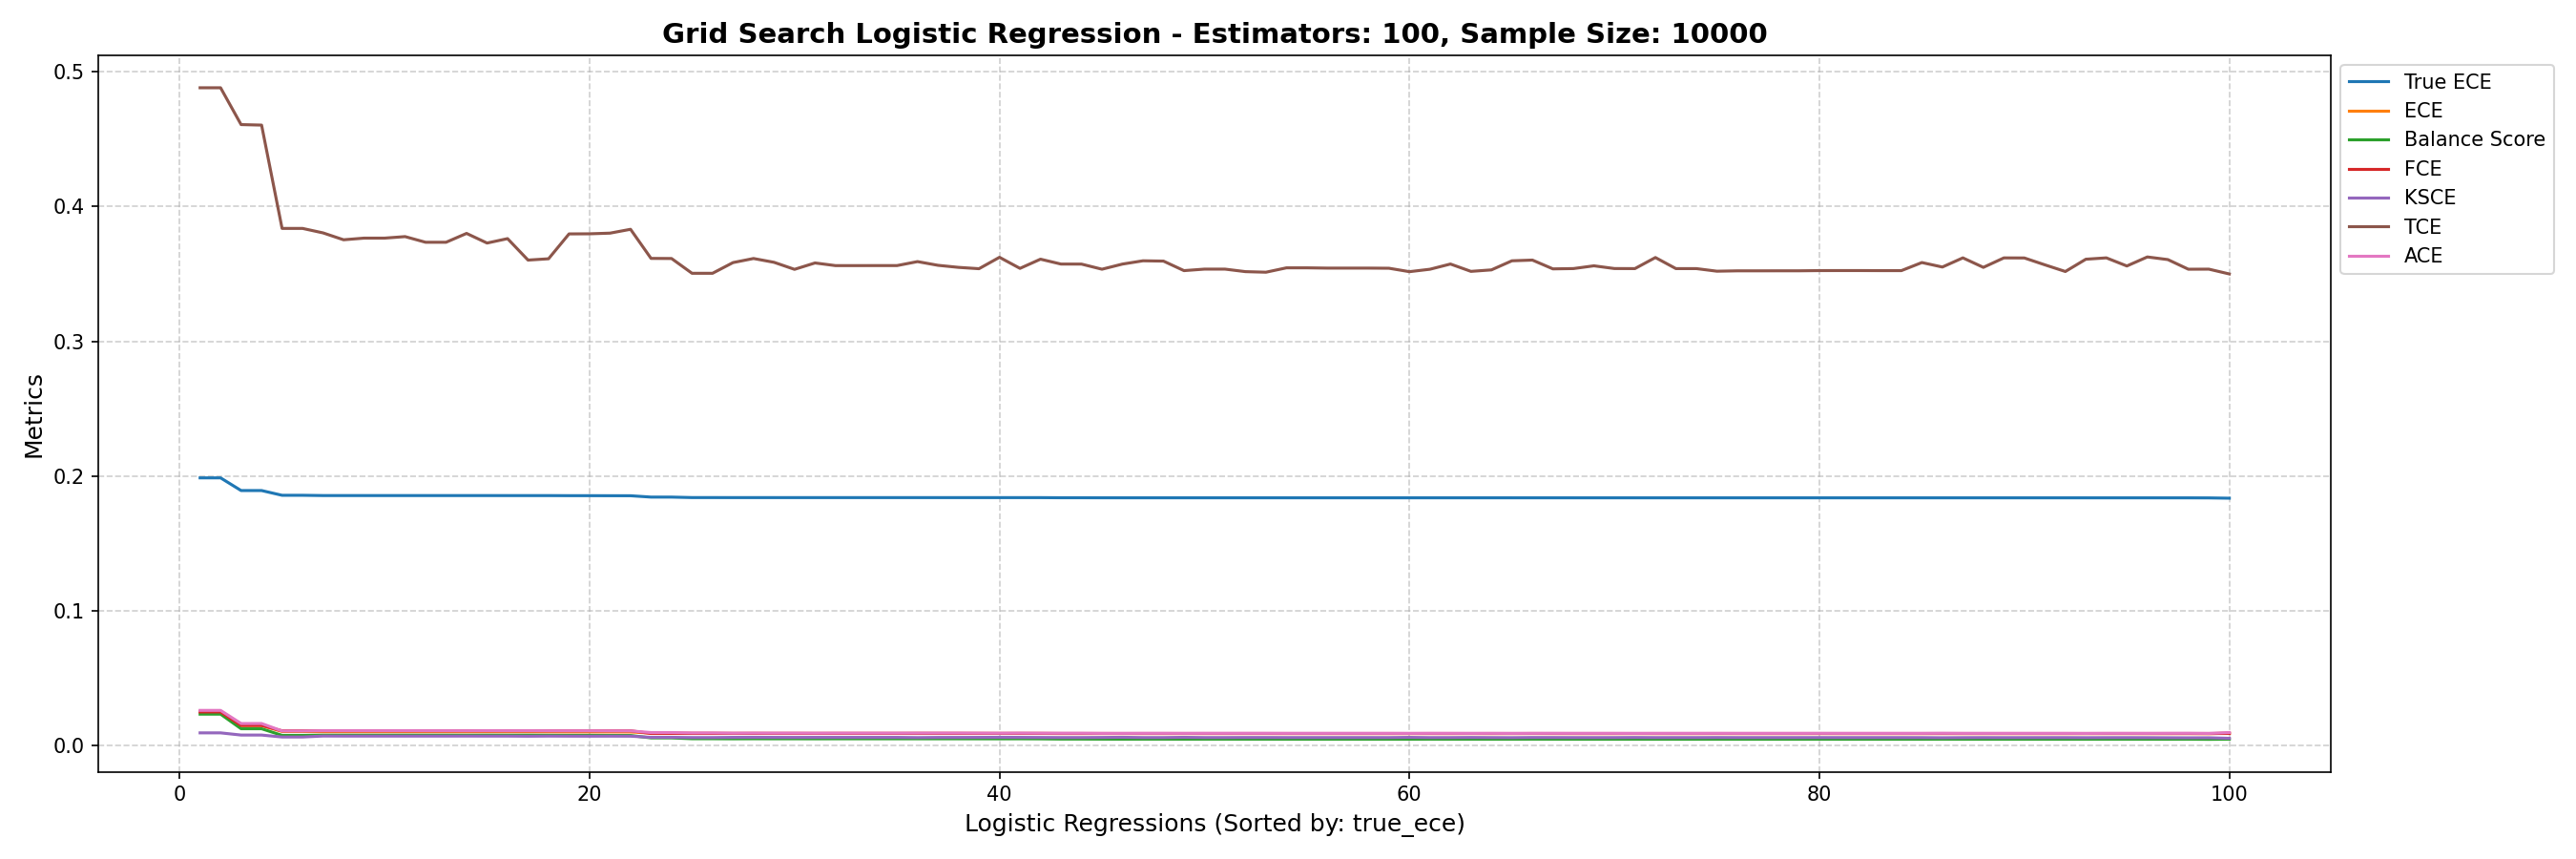 Grid Search Logistic Regression - Estimators: 100, Sample Size: 10000
0.5
0.4
0.3
0.2
0.1
0.0
Metrics
0
20
40
60
80
100
Logistic Regressions (Sorted by: true_ece)
True ECE
ECE
Balance Score
FCE
KSCE
TCE
ACE